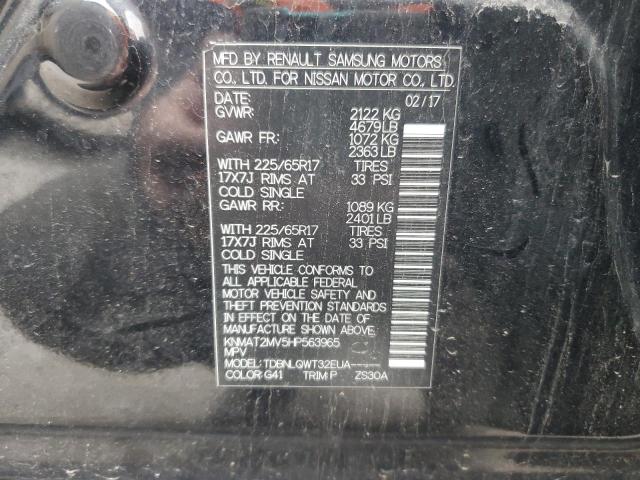 MFD BY RENAULT SAMSUNG MOTORS
CO. LTD. FOR NISSAN MOTOR CO., LTD.
DATE: 02/17
GVWR: 2122 KG
4679 LB
GAWR FR: 1072 KG
2363 LB
WITH 225/65R17 TIRES
17X7J RIMS AT 33 PSI
COLD SINGLE
GAWR RR: 1089 KG
2401 LB
WITH 225/65R17 TIRES
17X7J RIMS AT 33 PSI
COLD SINGLE
THIS VEHICLE CONFORMS TO
ALL APPLICABLE FEDERAL
MOTOR VEHICLE SAFETY AND
THEFT PREVENTION STANDARDS
IN EFFECT ON THE DATE OF
MANUFACTURE SHOWN ABOVE.
KNMAT2MV5HP563965
MPV
MODEL: TDBNLQWT32EUA-----
COLOR: G41 TRIM: P ZS30A